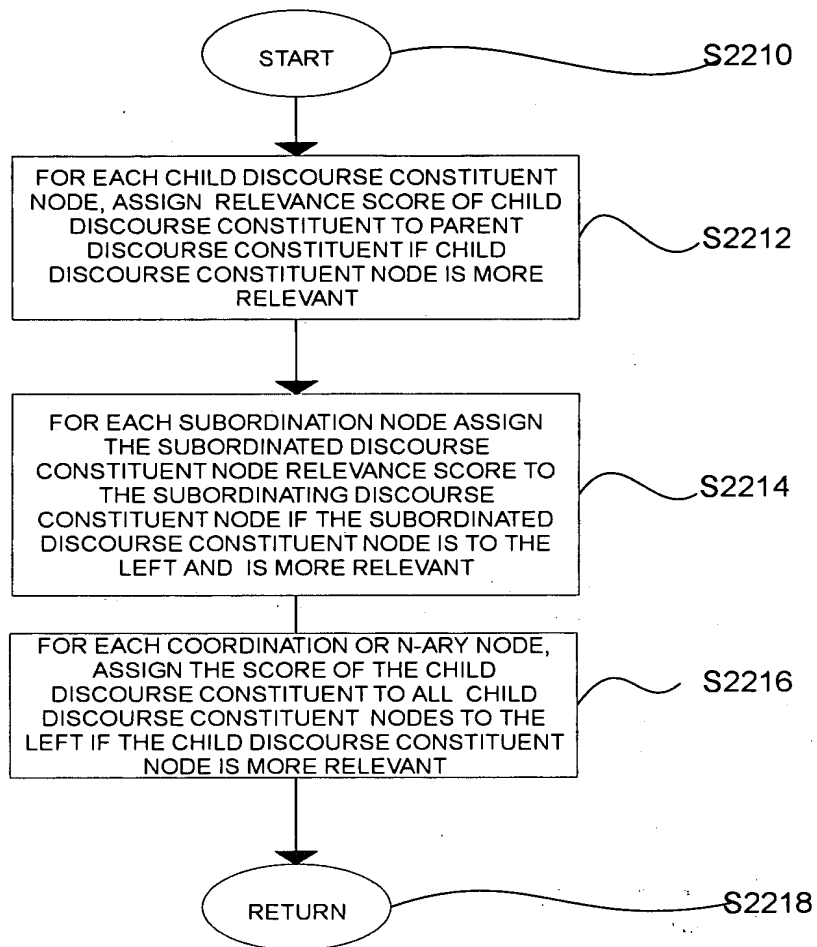 START
S2210
FOR EACH CHILD DISCOURSE CONSTITUENT
NODE, ASSIGN RELEVANCE SCORE OF CHILD
DISCOURSE CONSTITUENT TO PARENT
DISCOURSE CONSTITUENT IF CHILD
DISCOURSE CONSTITUENT NODE IS MORE
RELEVANT
S2212
FOR EACH SUBORDINATION NODE ASSIGN
THE SUBORDINATED DISCOURSE
CONSTITUENT NODE RELEVANCE SCORE TO
THE SUBORDINATING DISCOURSE
CONSTITUENT NODE IF THE SUBORDINATED
DISCOURSE CONSTITUENT NODE IS TO THE
LEFT AND IS MORE RELEVANT
S2214
FOR EACH COORDINATION OR N-ARY NODE,
ASSIGN THE SCORE OF THE CHILD
DISCOURSE CONSTITUENT TO ALL CHILD
DISCOURSE CONSTITUENT NODES TO THE
LEFT IF THE CHILD DISCOURSE CONSTITUENT
NODE IS MORE RELEVANT
S2216
RETURN
S2218